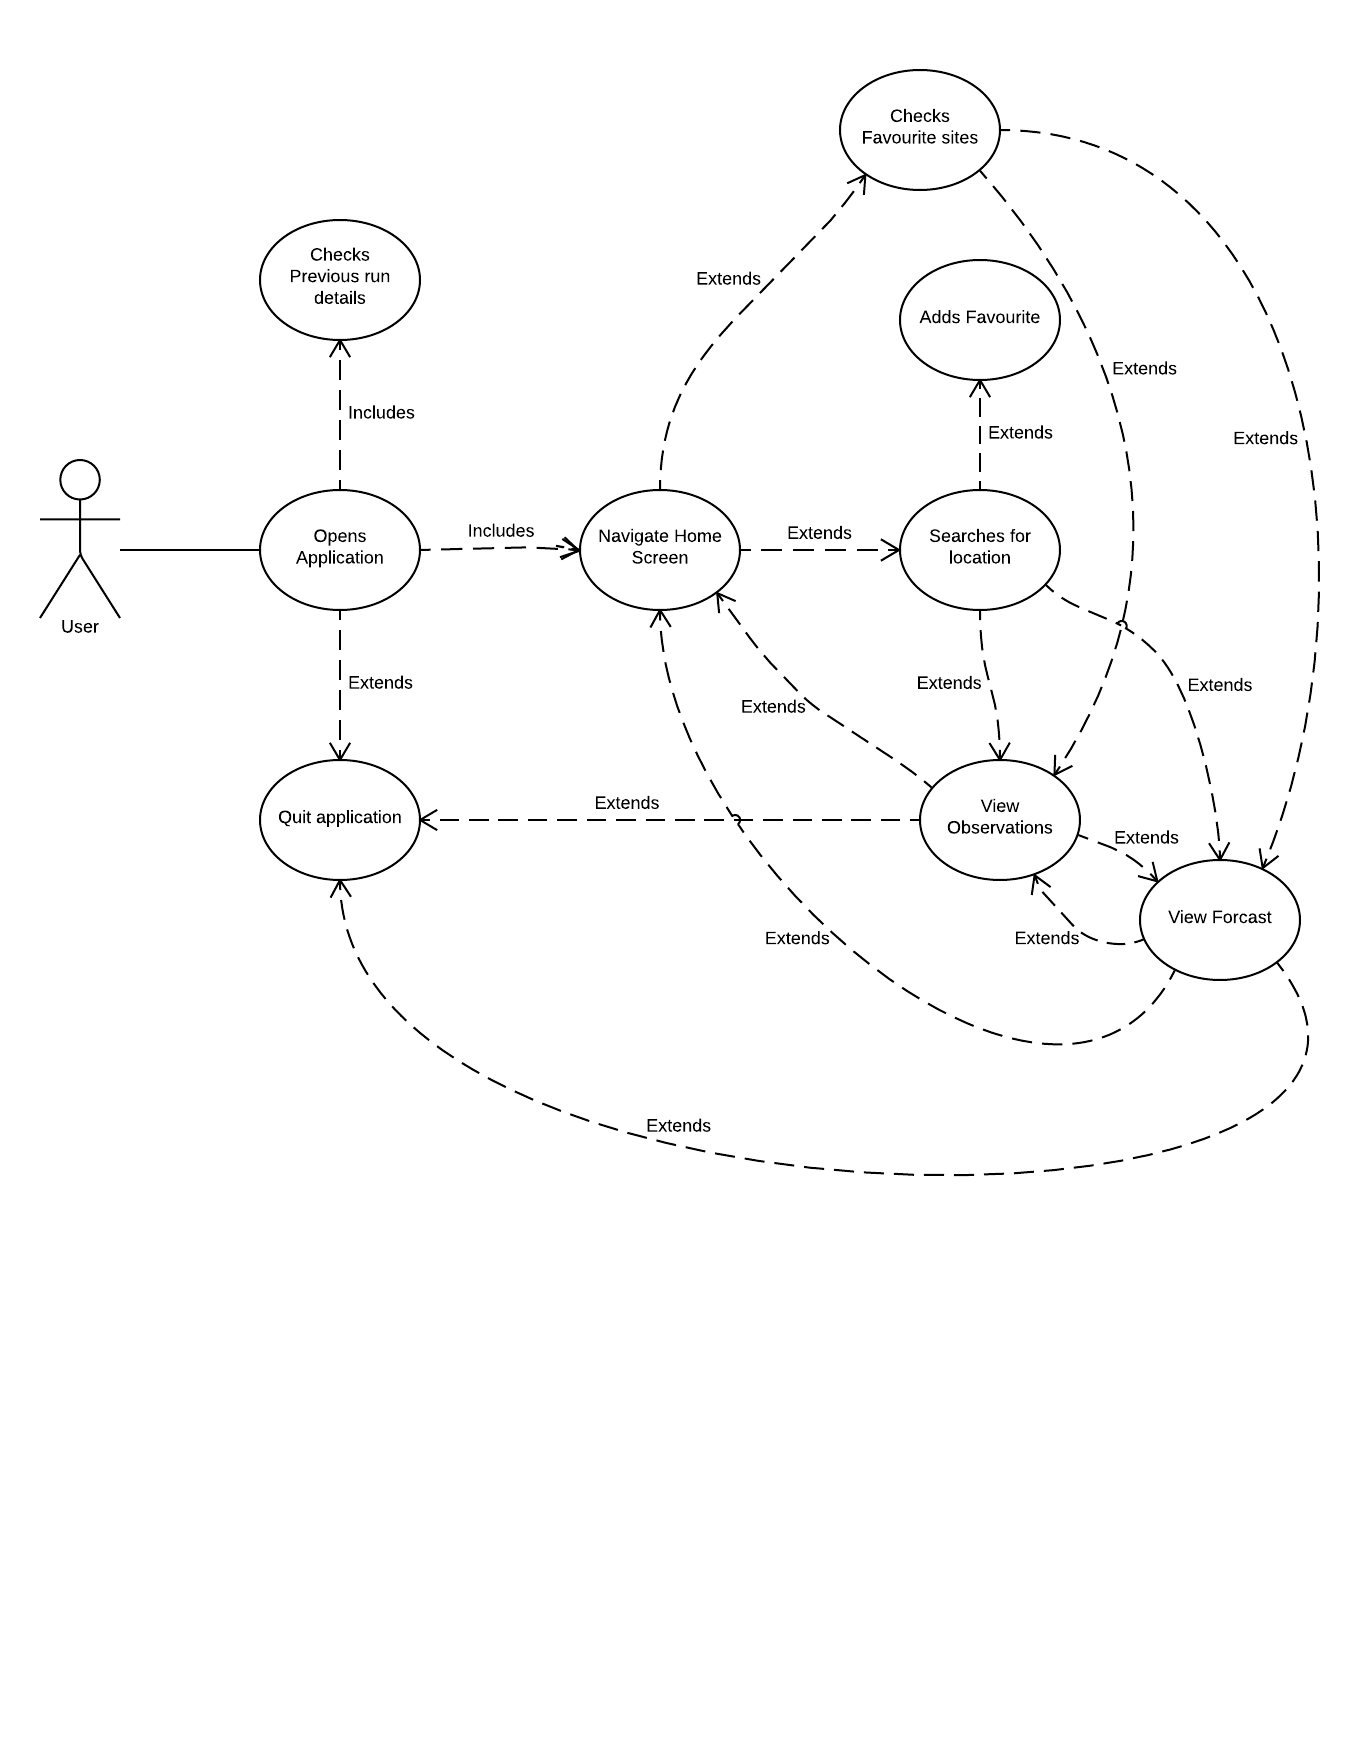 Checks
Favourite sites
Checks
Previous run
details
Extends
Adds Favourite
Extends
Includes
Extends
Extends
User
Opens
Application
Includes
Navigate Home
Screen
Extends
Searches for
location
Extends
Extends
Extends
Extends
Quit application
Extends
View
Observations
Extends
View Forcast
Extends
Extends
Extends